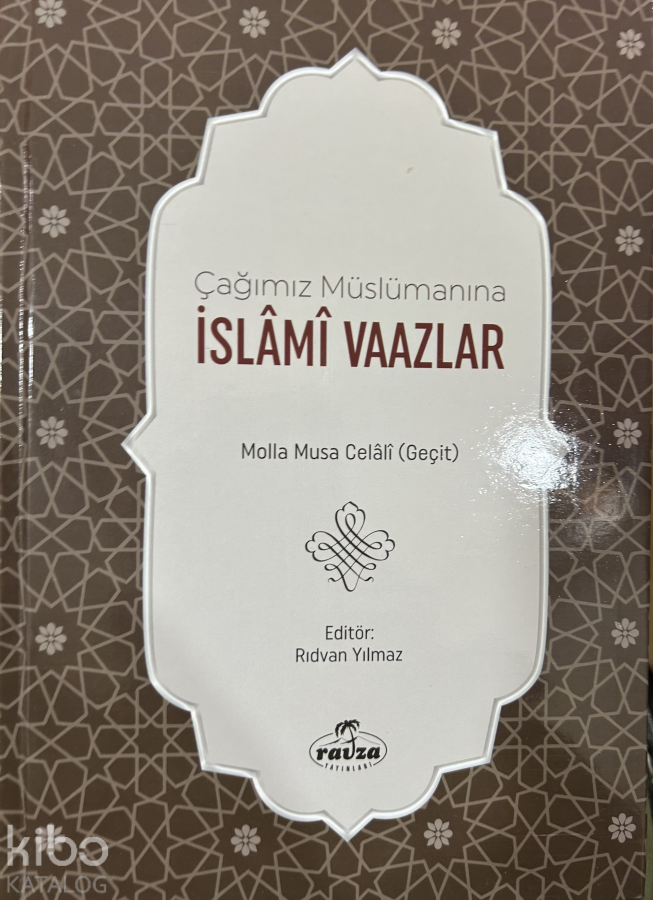 Çağımız Müslümanına
İSLÂMÎ VAAZLAR
Molla Musa Celâlî (Geçit)
Editör:
Rıdvan Yılmaz
ravza
YAYINLARI
kibo
KATALOG